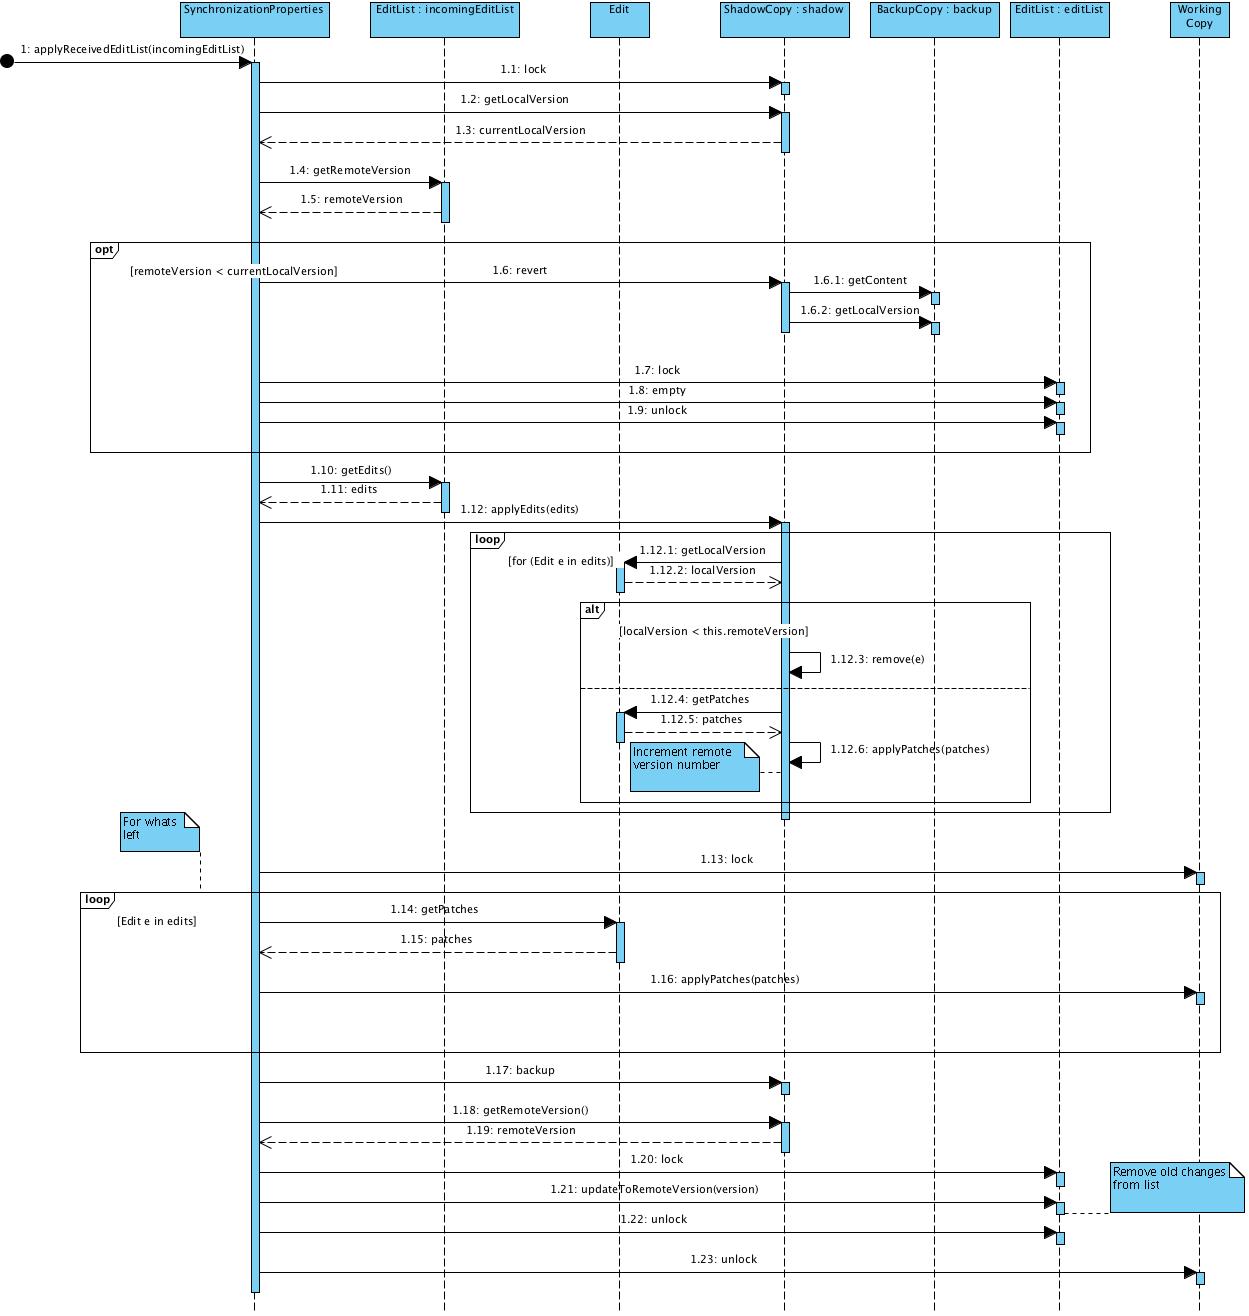 SynchronizationProperties
EditList : incomingEditList
Edit
ShadowCopy : shadow
BackupCopy : backup
EditList : editList
Working
Copy
1: applyReceivedEditList(incomingEditList)
1.1: lock
1.2: getLocalVersion
1.3: currentLocalVersion
1.4: getRemoteVersion
1.5: remoteVersion
opt
[remoteVersion < currentLocalVersion]
1.6: revert
1.6.1: getContent
1.6.2: getLocalVersion
1.7: lock
1.8: empty
1.9: unlock
1.10: getEdits()
1.11: edits
1.12: applyEdits(edits)
loop
[for (Edit e in edits)]
1.12.1: getLocalVersion
1.12.2: localVersion
alt
[localVersion < this.remoteVersion]
1.12.3: remove(e)
1.12.4: getPatches
1.12.5: patches
Increment remote
version number
1.12.6: applyPatches(patches)
For whats
left
1.13: lock
loop
[Edit e in edits]
1.14: getPatches
1.15: patches
1.16: applyPatches(patches)
1.17: backup
1.18: getRemoteVersion()
1.19: remoteVersion
1.20: lock
Remove old changes
from list
1.21: updateToRemoteVersion(version)
1.22: unlock
1.23: unlock